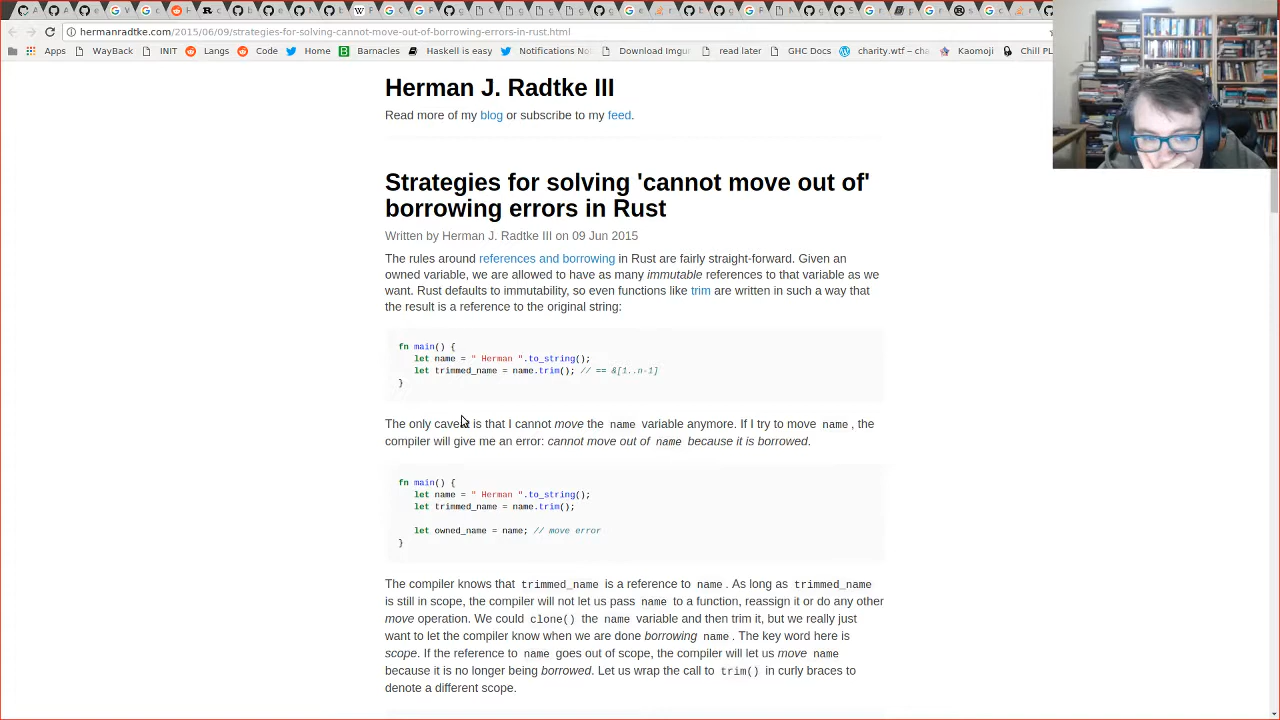 hermanradtke.com/2015/06/09/strategies-for-solving-cannot-move-out-of-borrowing-errors-in-rust.html
Apps WayBack INIT Langs Code Home Barnacles Haskell is easy Notifications No Download Imgur read later GHC Docs charity.wtf – ch Kaomoji Chill PL
Herman J. Radtke III
Read more of my blog or subscribe to my feed.
Strategies for solving 'cannot move out of'
borrowing errors in Rust
Written by Herman J. Radtke III on 09 Jun 2015
The rules around references and borrowing in Rust are fairly straight-forward. Given an
owned variable, we are allowed to have as many immutable references to that variable as we
want. Rust defaults to immutability, so even functions like trim are written in such a way that
the result is a reference to the original string:
fn main() {
let name = " Herman ".to_string();
let trimmed_name = name.trim(); // == &[1..n-1]
}
The only caveat is that I cannot move the name variable anymore. If I try to move name, the
compiler will give me an error: cannot move out of name because it is borrowed.
fn main() {
let name = " Herman ".to_string();
let trimmed_name = name.trim();
let owned_name = name; // move error
}
The compiler knows that trimmed_name is a reference to name. As long as trimmed_name
is still in scope, the compiler will not let us pass name to a function, reassign it or do any other
move operation. We could clone() the name variable and then trim it, but we really just
want to let the compiler know when we are done borrowing name. The key word here is
scope. If the reference to name goes out of scope, the compiler will let us move name
because it is no longer being borrowed. Let us wrap the call to trim() in curly braces to
denote a different scope.